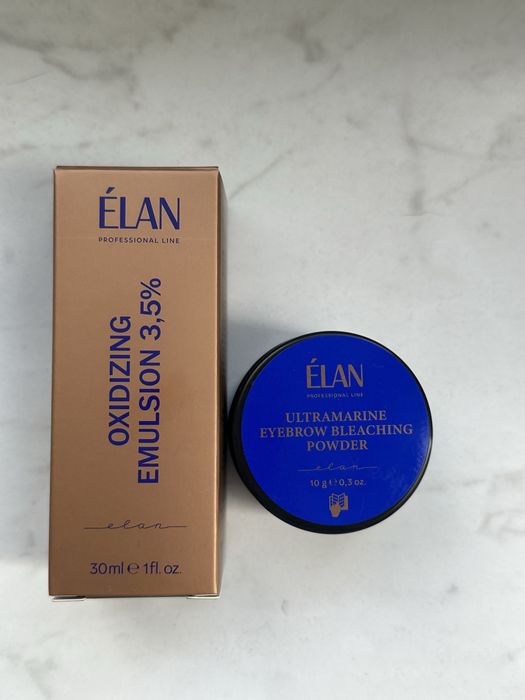 ÉLAN
PROFESSIONAL LINE
OXIDIZING
EMULSION 3,5%
elan
30ml ℮ 1fl. oz.
ÉLAN
PROFESSIONAL LINE
ULTRAMARINE
EYEBROW BLEACHING
POWDER
elan
10 g ℮ 0,3 oz.